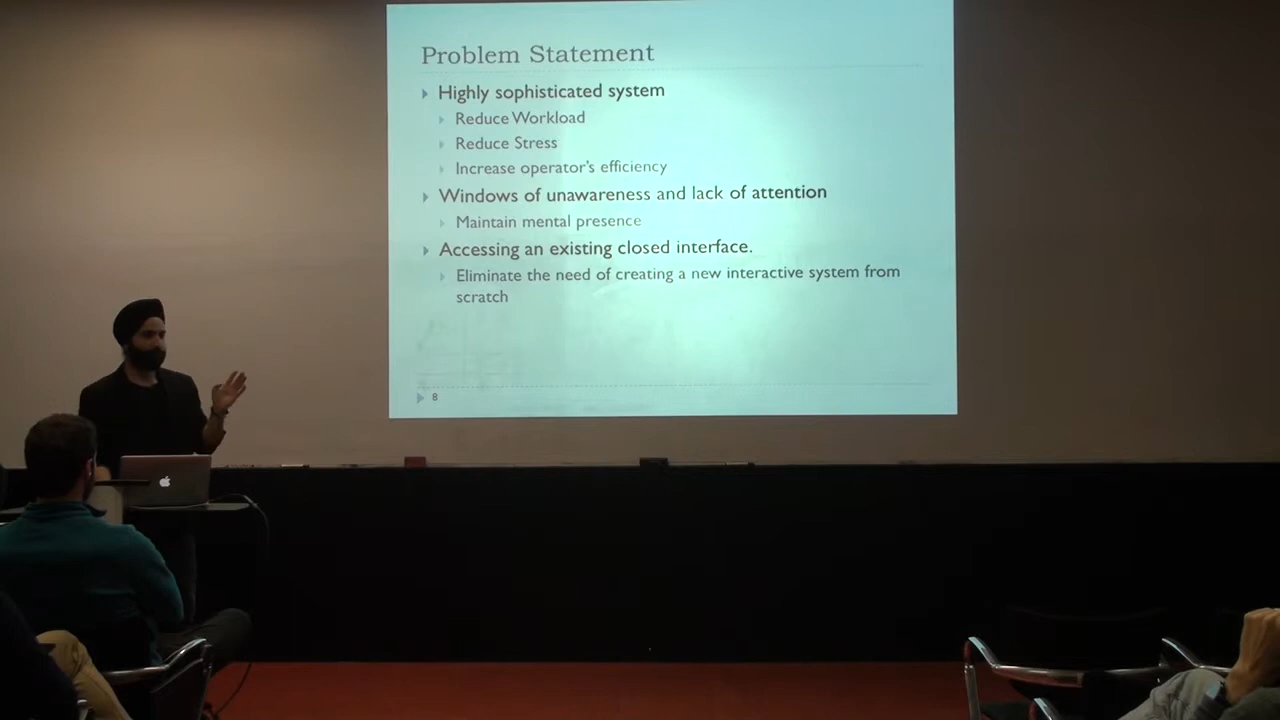 Problem Statement
Highly sophisticated system
Reduce Workload
Reduce Stress
Increase operator's efficiency
Windows of unawareness and lack of attention
Maintain mental presence
Accessing an existing closed interface.
Eliminate the need of creating a new interactive system from
scratch
8